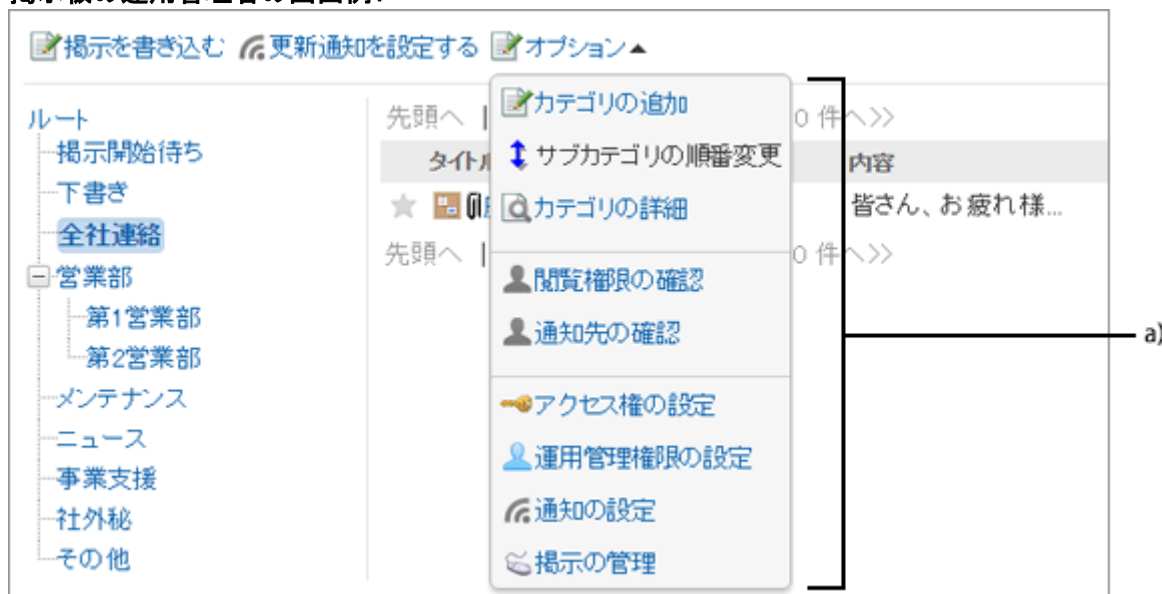 掲示を書き込む 更新通知を設定する オプション▲
ルート
掲示開始待ち
下書き
全社連絡
営業部
第1営業部
第2営業部
メンテナンス
ニュース
事業支援
社外秘
その他
先頭へ | 0 件へ>>
タイトル 内容
皆さん、お疲れ様...
先頭へ | 0 件へ>>
カテゴリの追加
サブカテゴリの順番変更
カテゴリの詳細
閲覧権限の確認
通知先の確認
アクセス権の設定
運用管理権限の設定
通知の設定
掲示の管理
a)